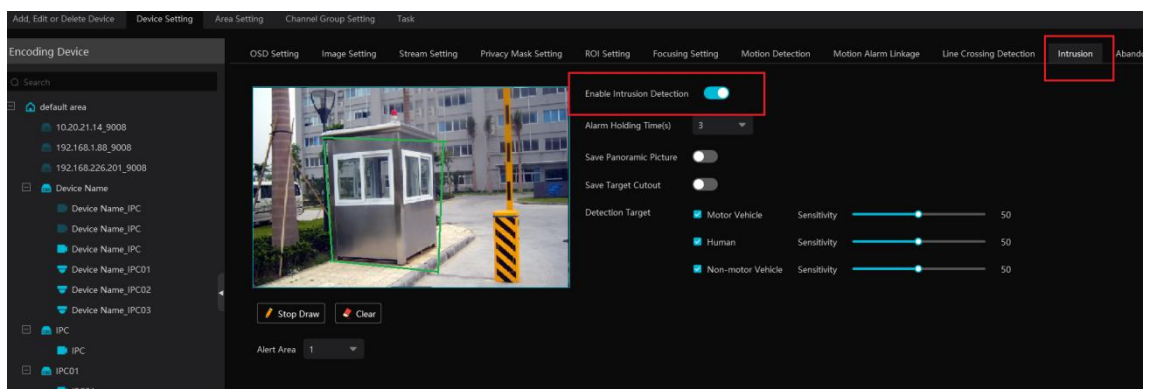 Add, Edit or Delete Device Device Setting Area Setting Channel Group Setting Task
Encoding Device
OSD Setting Image Setting Stream Setting Privacy Mask Setting ROI Setting Focusing Setting Motion Detection Motion Alarm Linkage Line Crossing Detection Intrusion
Search
default area
10.20.21.14_9008
192.168.1.88_9008
192.168.226.201_9008
Device Name
Device Name_IPC
Device Name_IPC
Device Name_IPC
Device Name_IPC01
Device Name_IPC02
Device Name_IPC03
IPC
IPC
IPC01
Enable Intrusion Detection
Alarm Holding Time(s) 3
Save Panoramic Picture
Save Target Cutout
Detection Target
Motor Vehicle Sensitivity 50
Human Sensitivity 50
Non-motor Vehicle Sensitivity 50
Stop Draw Clear
Alert Area 1